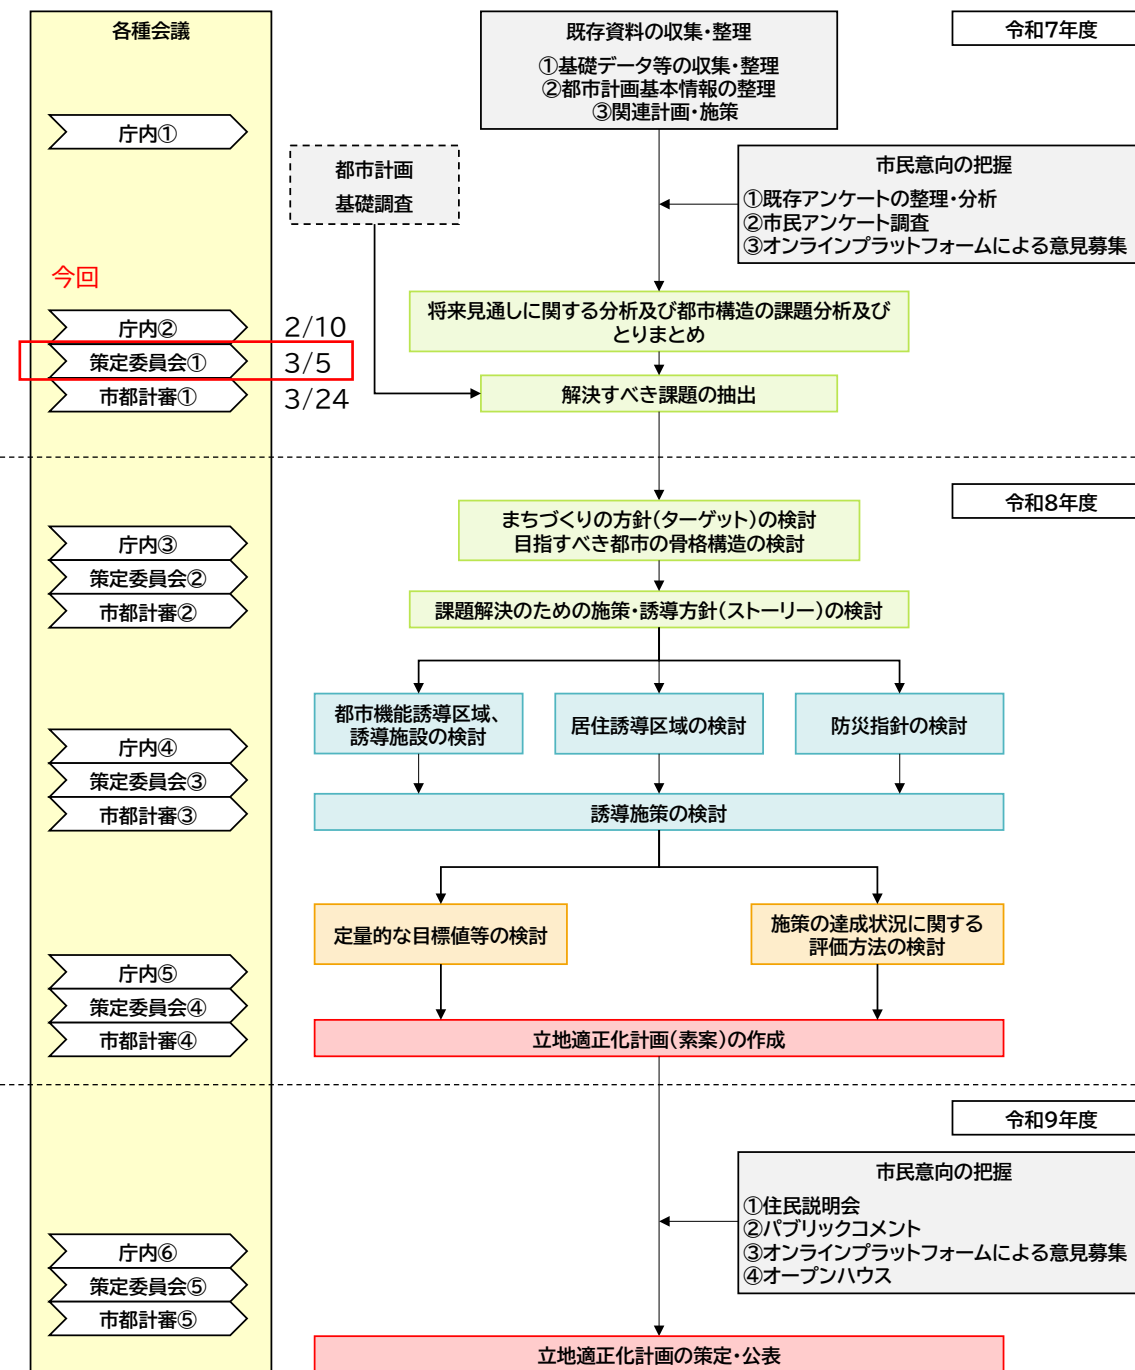 各種会議
既存資料の収集・整理
①基礎データ等の収集・整理
②都市計画基本情報の整理
③関連計画・施策
令和7年度
庁内①
都市計画
基礎調査
市民意向の把握
①既存アンケートの整理・分析
②市民アンケート調査
③オンラインプラットフォームによる意見募集
今回
庁内② 2/10
策定委員会① 3/5
市都計審① 3/24
将来見通しに関する分析及び都市構造の課題分析及び
とりまとめ
解決すべき課題の抽出
令和8年度
まちづくりの方針(ターゲット)の検討
目指すべき都市の骨格構造の検討
庁内③
策定委員会②
市都計審②
課題解決のための施策・誘導方針(ストーリー)の検討
都市機能誘導区域、
誘導施設の検討
居住誘導区域の検討
防災指針の検討
庁内④
策定委員会③
市都計審③
誘導施策の検討
定量的な目標値等の検討
施策の達成状況に関する
評価方法の検討
庁内⑤
策定委員会④
市都計審④
立地適正化計画(素案)の作成
令和9年度
市民意向の把握
①住民説明会
②パブリックコメント
③オンラインプラットフォームによる意見募集
④オープンハウス
庁内⑥
策定委員会⑤
市都計審⑤
立地適正化計画の策定・公表